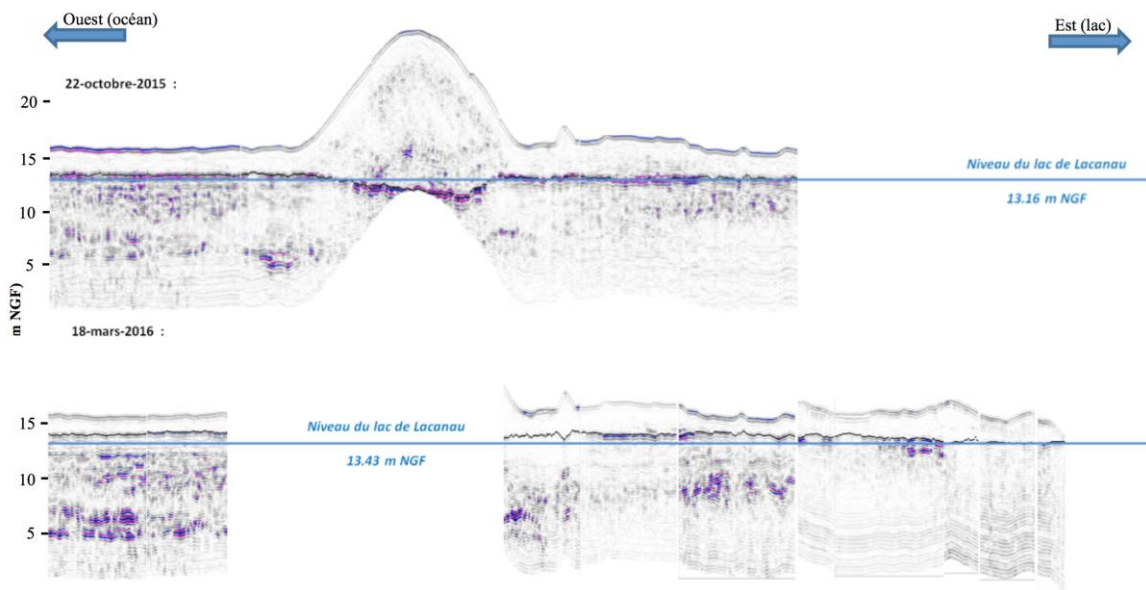 Ouest (océan)
Est (lac)
22-octobre-2015 :
20
15
Niveau du lac de Lacanau
13.16 m NGF
10
5
m NGF)
18-mars-2016 :
15
Niveau du lac de Lacanau
13.43 m NGF
10
5